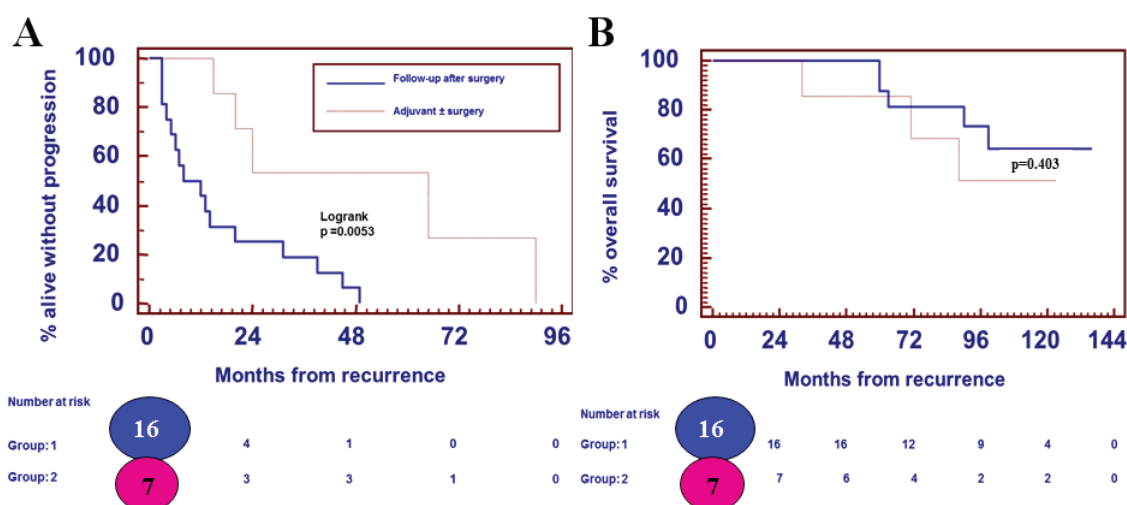 A
% alive without progression
100
80
60
40
20
0
Follow-up after surgery
Adjuvant ± surgery
Logrank
p =0.0053
0 24 48 72 96
Months from recurrence
Number at risk
Group: 1 16 4 1 0 0
Group: 2 7 3 3 1 0
B
% overall survival
100
80
60
40
20
0
p=0.403
0 24 48 72 96 120 144
Months from recurrence
Number at risk
Group: 1 16 16 16 12 9 4 0
Group: 2 7 7 6 4 2 2 0